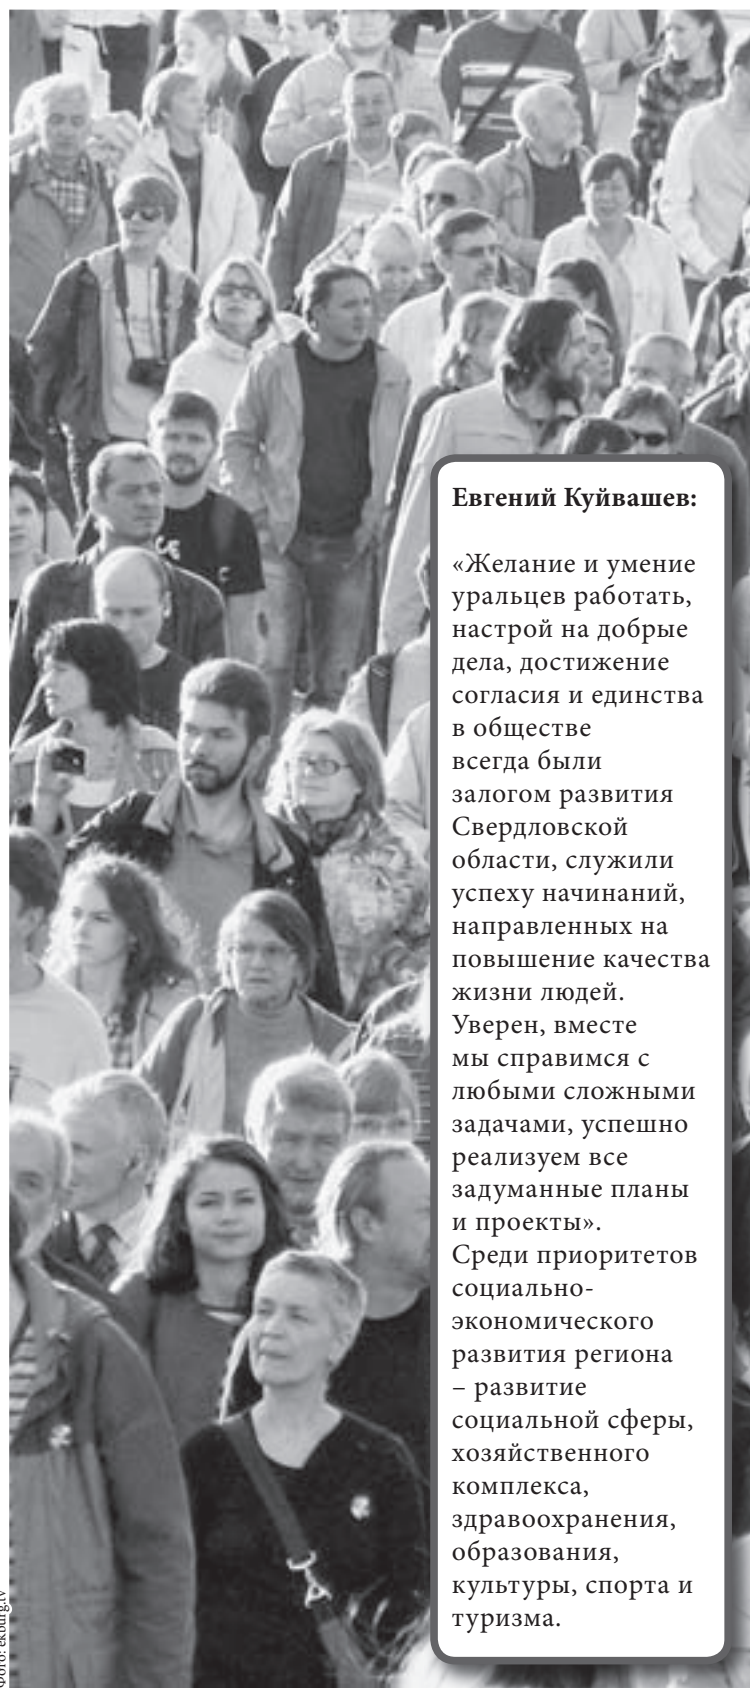 Евгений Куйвашев:
«Желание и умение
уральцев работать,
настрой на добрые
дела, достижение
согласия и единства
в обществе
всегда были
залогом развития
Свердловской
области, служили
успеху начинаний,
направленных на
повышение качества
жизни людей.
Уверен, вместе
мы справимся с
любыми сложными
задачами, успешно
реализуем все
задуманные планы
и проекты».
Среди приоритетов
социально-
экономического
развития региона
– развитие
социальной сферы,
хозяйственного
комплекса,
здравоохранения,
образования,
культуры, спорта и
туризма.
Фото: ekburg.tv